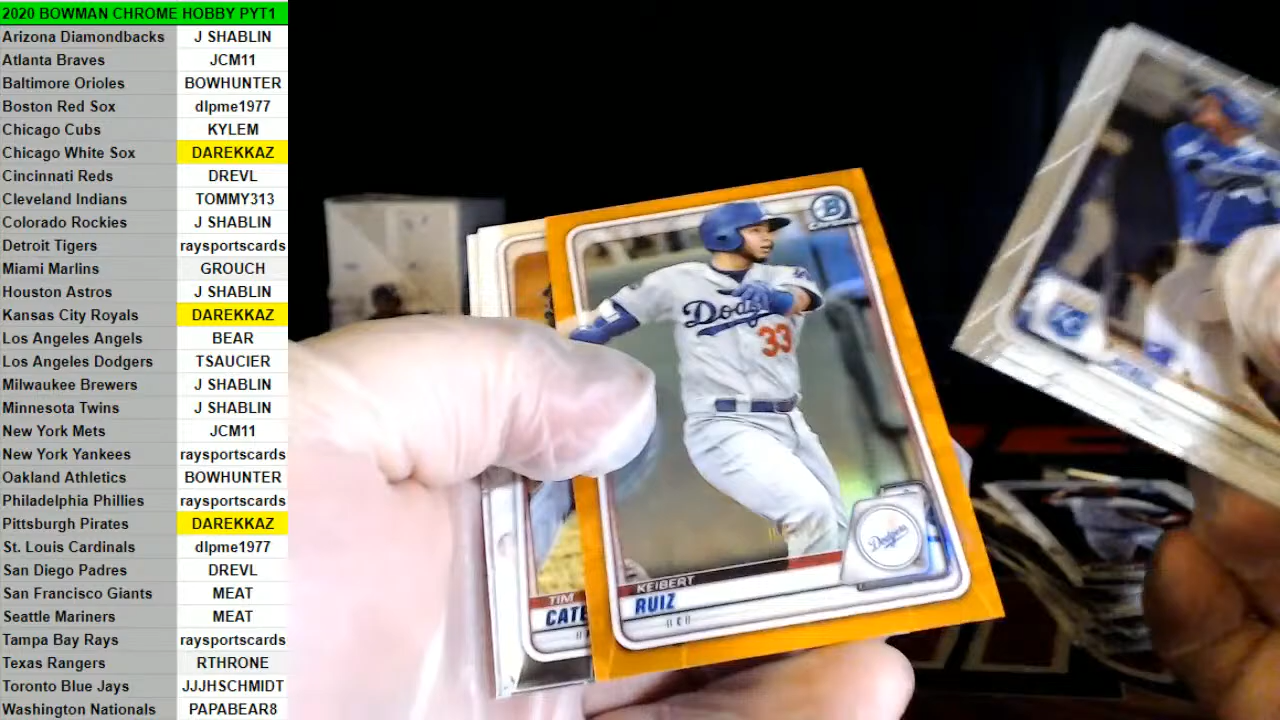 2020 BOWMAN CHROME HOBBY PYT1
Arizona Diamondbacks J SHABLIN
Atlanta Braves JCM11
Baltimore Orioles BOWHUNTER
Boston Red Sox dlpme1977
Chicago Cubs KYLEM
Chicago White Sox DAREKKAZ
Cincinnati Reds DREVL
Cleveland Indians TOMMY313
Colorado Rockies J SHABLIN
Detroit Tigers raysportscards
Miami Marlins GROUCH
Houston Astros J SHABLIN
Kansas City Royals DAREKKAZ
Los Angeles Angels BEAR
Los Angeles Dodgers TSAUCIER
Milwaukee Brewers J SHABLIN
Minnesota Twins J SHABLIN
New York Mets JCM11
New York Yankees raysportscards
Oakland Athletics BOWHUNTER
Philadelphia Phillies raysportscards
Pittsburgh Pirates DAREKKAZ
St. Louis Cardinals dlpme1977
San Diego Padres DREVL
San Francisco Giants MEAT
Seattle Mariners MEAT
Tampa Bay Rays raysportscards
Texas Rangers RTHRONE
Toronto Blue Jays JJJHSCHMIDT
Washington Nationals PAPABEAR8
B
Dodg
33
Dodgers
KEIBERT
RUIZ
TIM
CATE
KC